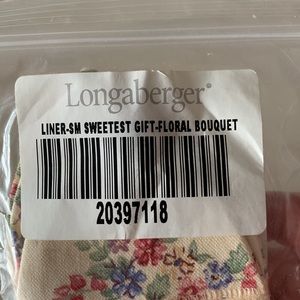 Longaberger®
LINER-SM SWEETEST GIFT-FLORAL BOUQUET
20397118